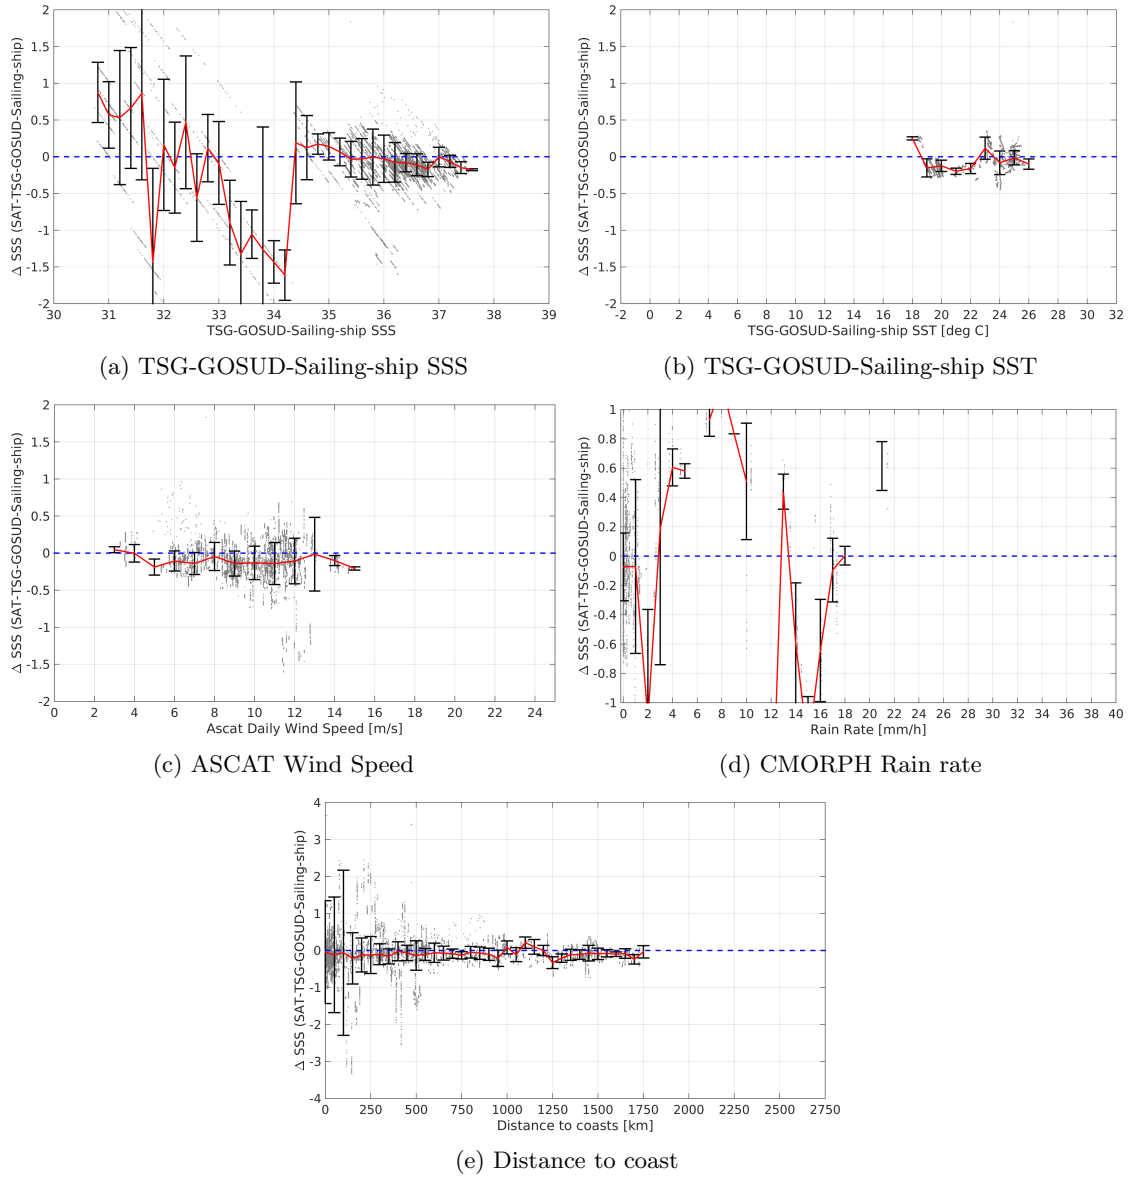 2
1.5
1
0.5
0
-0.5
-1
-1.5
-2
Δ SSS (SAT-TSG-GOSUD-Sailing-ship)
30 31 32 33 34 35 36 37 38 39
TSG-GOSUD-Sailing-ship SSS
(a) TSG-GOSUD-Sailing-ship SSS
2
1.5
1
0.5
0
-0.5
-1
-1.5
-2
Δ SSS (SAT-TSG-GOSUD-Sailing-ship)
-2 0 2 4 6 8 10 12 14 16 18 20 22 24 26 28 30 32
TSG-GOSUD-Sailing-ship SST [deg C]
(b) TSG-GOSUD-Sailing-ship SST
2
1.5
1
0.5
0
-0.5
-1
-1.5
-2
Δ SSS (SAT-TSG-GOSUD-Sailing-ship)
0 2 4 6 8 10 12 14 16 18 20 22 24
Ascat Daily Wind Speed [m/s]
(c) ASCAT Wind Speed
1
0.8
0.6
0.4
0.2
0
-0.2
-0.4
-0.6
-0.8
-1
Δ SSS (SAT-TSG-GOSUD-Sailing-ship)
0 2 4 6 8 10 12 14 16 18 20 22 24 26 28 30 32 34 36 38 40
Rain Rate [mm/h]
(d) CMORPH Rain rate
4
3
2
1
0
-1
-2
-3
-4
Δ SSS (SAT-TSG-GOSUD-Sailing-ship)
0 250 500 750 1000 1250 1500 1750 2000 2250 2500 2750
Distance to coasts [km]
(e) Distance to coast